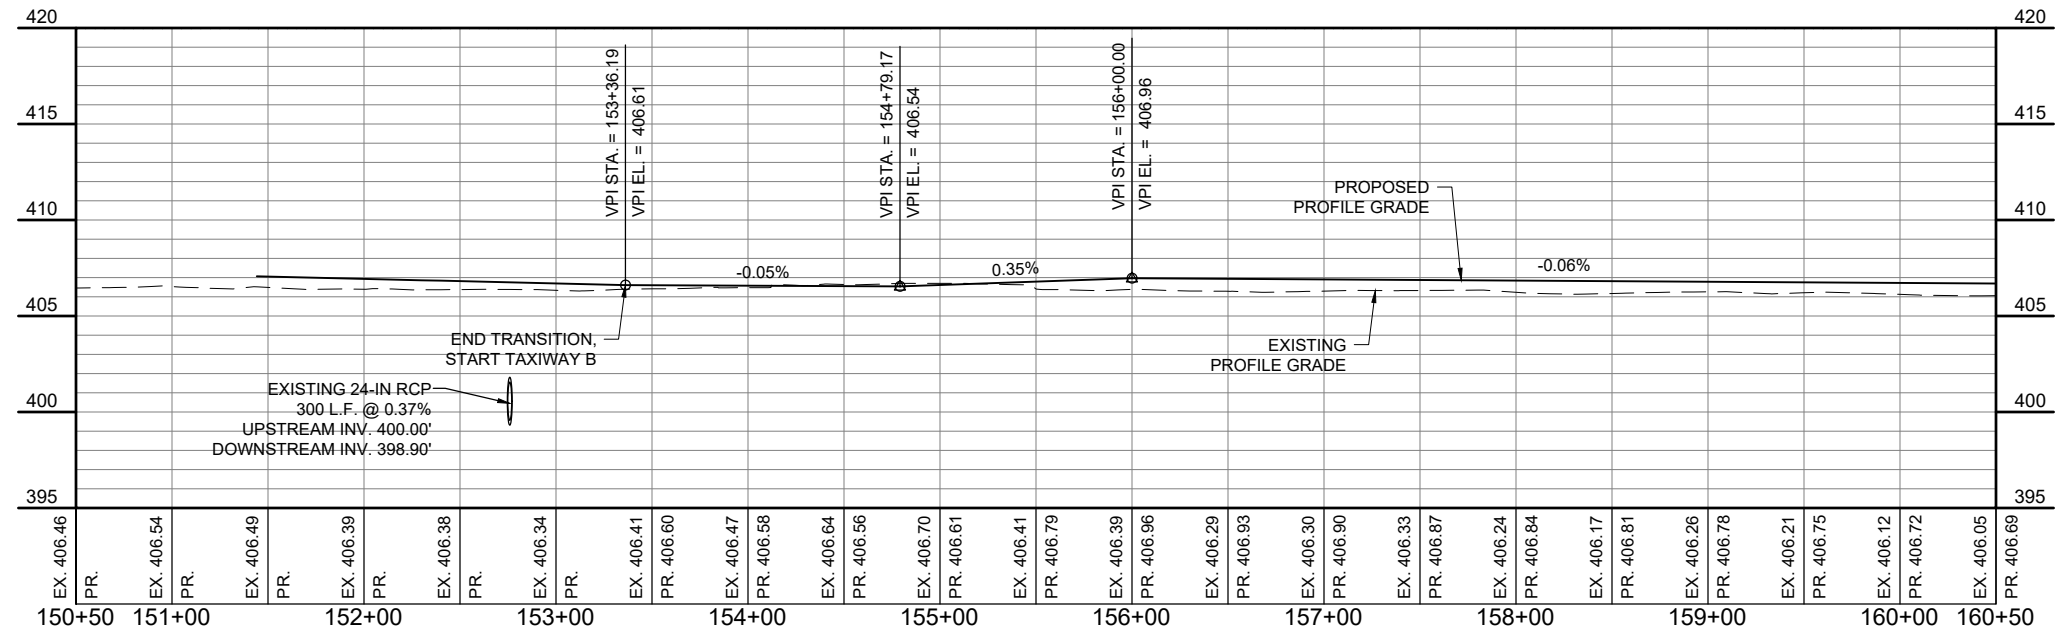 420
420
415
415
410
410
405
405
400
400
395
395
VPI STA. = 153+36.19
VPI EL. = 406.61
VPI STA. = 154+79.17
VPI EL. = 406.54
VPI STA. = 156+00.00
VPI EL. = 406.96
PROPOSED
PROFILE GRADE
-0.05%
0.35%
-0.06%
END TRANSITION,
START TAXIWAY B
EXISTING
PROFILE GRADE
EXISTING 24-IN RCP
300 L.F. @ 0.37%
UPSTREAM INV. 400.00'
DOWNSTREAM INV. 398.90'
EX. 406.46
PR.
EX. 406.54
PR.
EX. 406.49
PR.
EX. 406.39
PR.
EX. 406.38
PR.
EX. 406.34
PR.
EX. 406.41
PR. 406.60
EX. 406.47
PR. 406.58
EX. 406.64
PR. 406.56
EX. 406.70
PR. 406.61
EX. 406.41
PR. 406.79
EX. 406.39
PR. 406.96
EX. 406.29
PR. 406.93
EX. 406.30
PR. 406.90
EX. 406.33
PR. 406.87
EX. 406.24
PR. 406.84
EX. 406.17
PR. 406.81
EX. 406.26
PR. 406.78
EX. 406.21
PR. 406.75
EX. 406.12
PR. 406.72
EX. 406.05
PR. 406.69
150+50 151+00 152+00 153+00 154+00 155+00 156+00 157+00 158+00 159+00 160+00 160+50